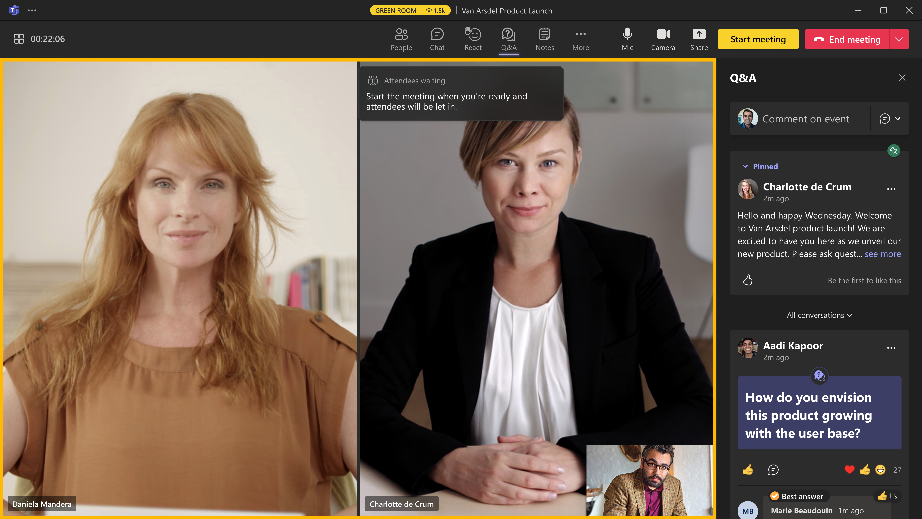 GREEN ROOM
1.5k
Van Arsdel Product Launch
00:22:06
People
Chat
React
Q&A
Notes
More
Mic
Camera
Share
Start meeting
End meeting
Attendees waiting
Start the meeting when you're ready and
attendees will be let in.
Daniela Mandera
Charlotte de Crum
Q&A
Comment on event
Pinned
Charlotte de Crum
2m ago
Hello and happy Wednesday. Welcome
to Van Arsdel product launch! We are
excited to have you here as we unveil our
new product. Please ask quest... see more
Be the first to like this
All conversations
Aadi Kapoor
2m ago
How do you envision
this product growing
with the user base?
27
Best answer
MB
Marie Beaudouin
1m ago